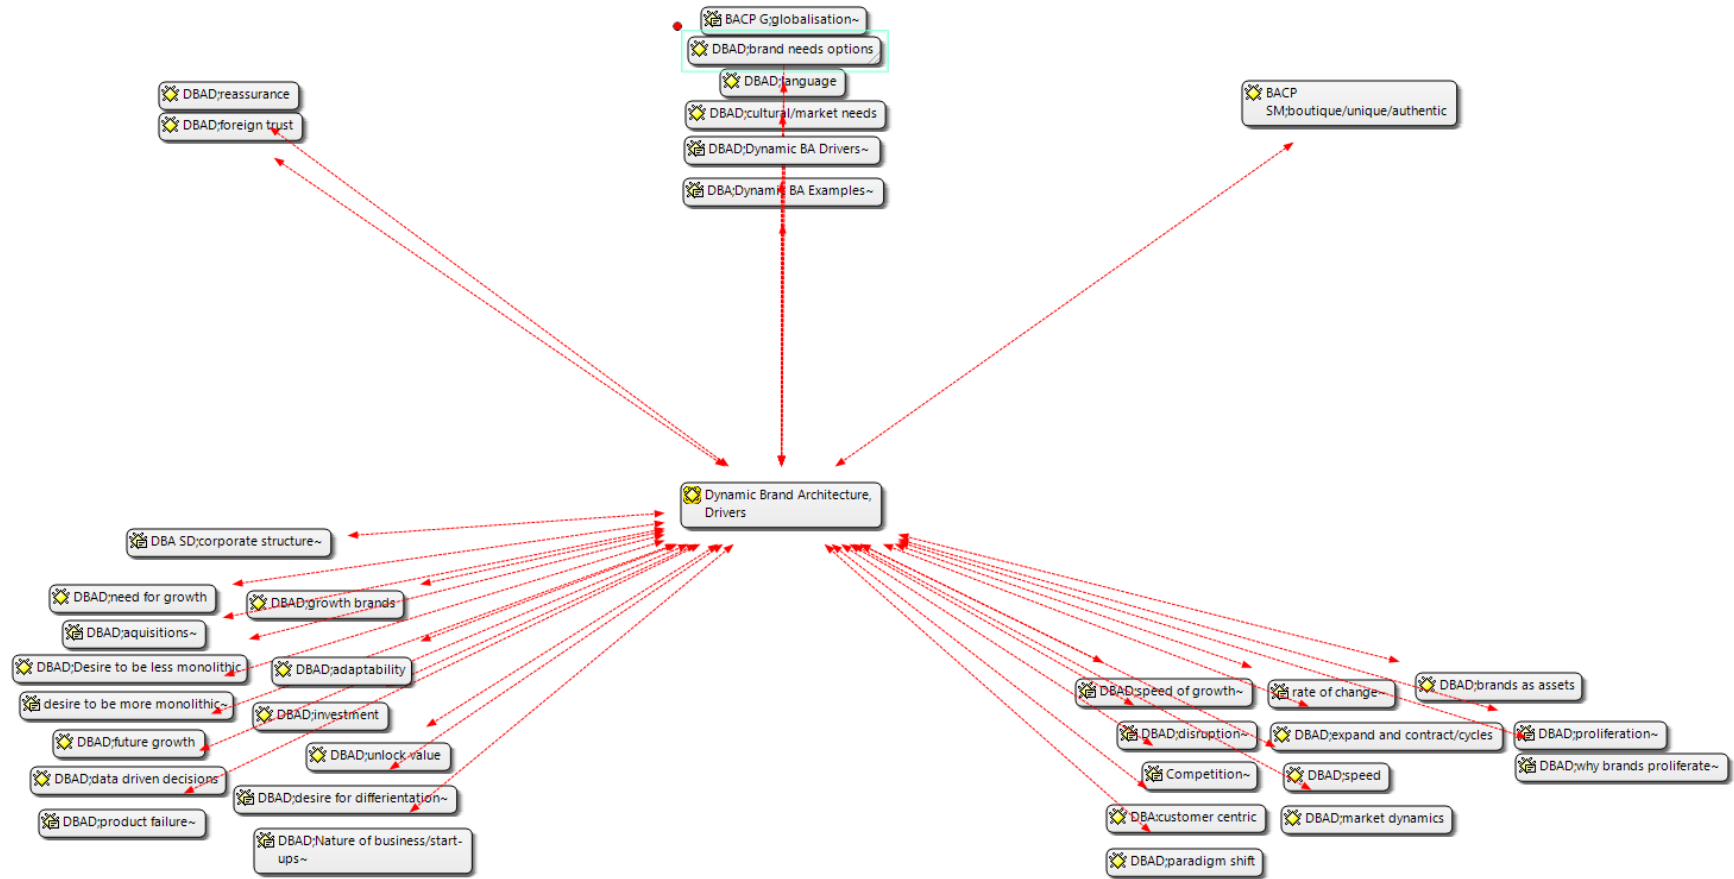 BACP G;globalisation~
DBAD;brand needs options
DBAD;language
DBAD;cultural/market needs
DBAD;Dynamic BA Drivers~
DBA;Dynamic BA Examples~
DBAD;reassurance
DBAD;foreign trust
BACP
SM;boutique/unique/authentic
Dynamic Brand Architecture,
Drivers
DBA SD;corporate structure~
DBAD;need for growth
DBAD;growth brands
DBAD;aquisitions~
DBAD;Desire to be less monolithic
DBAD;adaptability
desire to be more monolithic~
DBAD;investment
DBAD;future growth
DBAD;unlock value
DBAD;data driven decisions
DBAD;desire for differientation~
DBAD;product failure~
DBAD;Nature of business/start-
ups~
DBAD;speed of growth~
rate of change~
DBAD;brands as assets
DBAD;disruption~
DBAD;expand and contract/cycles
DBAD;proliferation~
Competition~
DBAD;speed
DBAD;why brands proliferate~
DBA:customer centric
DBAD;market dynamics
DBAD;paradigm shift